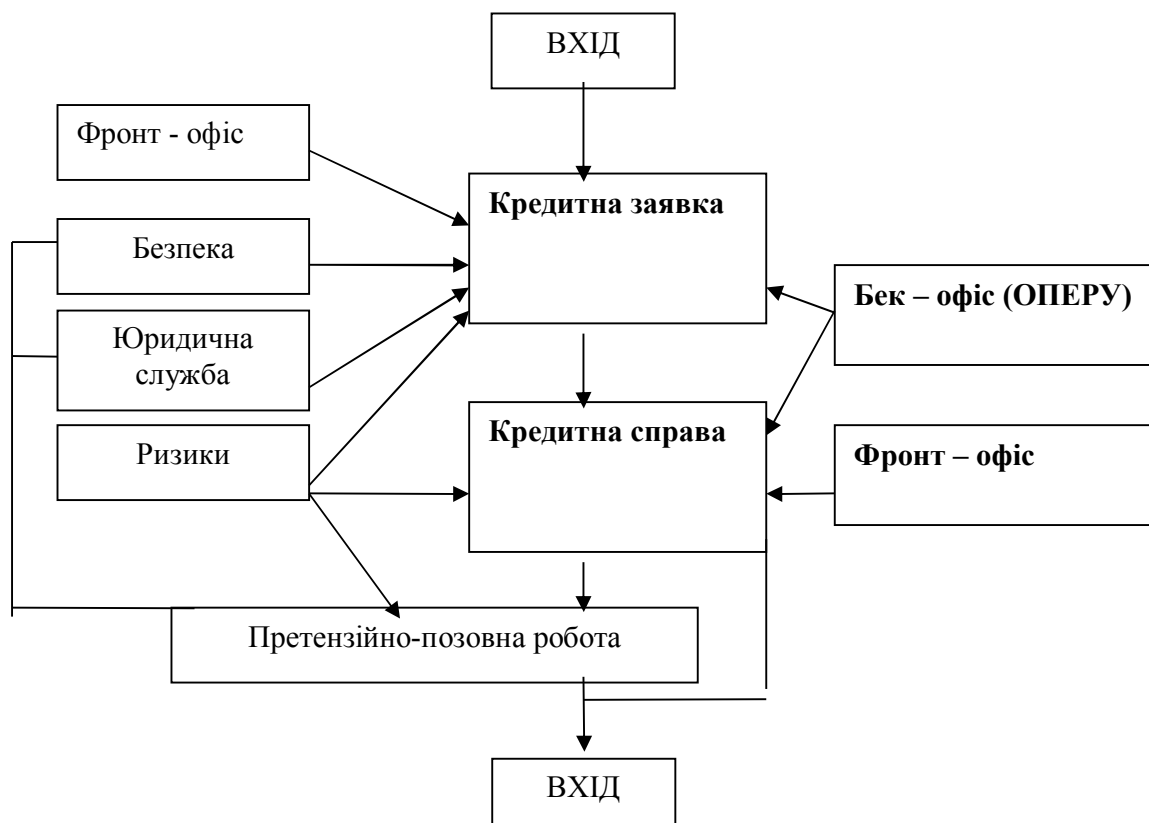 ВХІД
Фронт - офіс
Кредитна заявка
Безпека
Бек – офіс (ОПЕРУ)
Юридична
служба
Кредитна справа
Ризики
Фронт – офіс
Претензійно-позовна робота
ВХІД